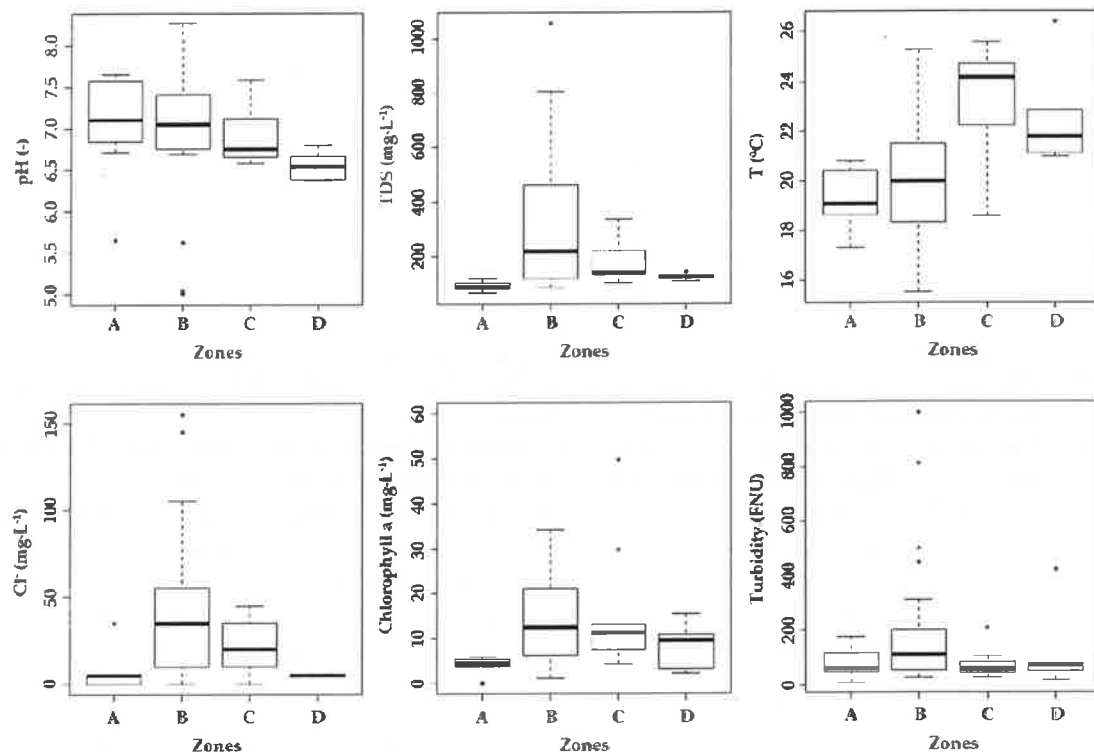 pH (-)
8.0
7.5
7.0
6.5
6.0
5.5
5.0
A B C D
Zones
TDS (mg·L⁻¹)
1000
800
600
400
200
A B C D
Zones
T (°C)
26
24
22
20
18
16
A B C D
Zones
Cl⁻ (mg·L⁻¹)
150
100
50
0
A B C D
Zones
Chlorophyll a (mg·L⁻¹)
60
50
40
30
20
10
0
A B C D
Zones
Turbidity (FNU)
1000
800
600
400
200
0
A B C D
Zones